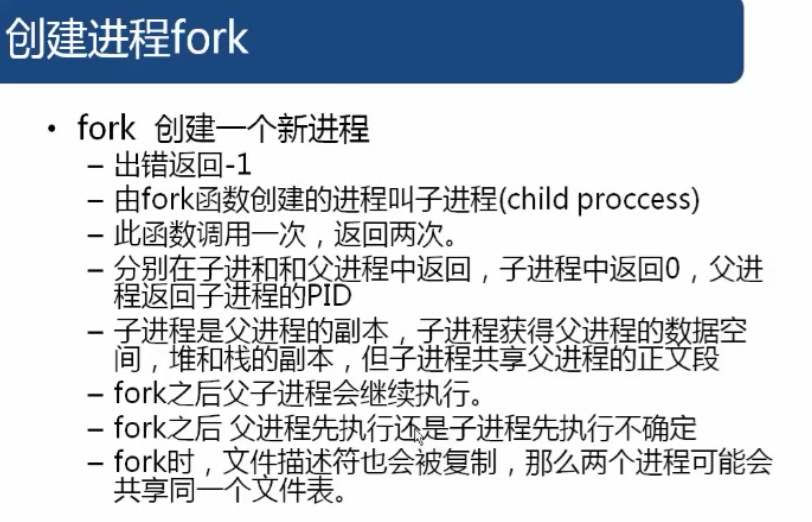 创建进程fork
• fork 创建一个新进程
– 出错返回-1
– 由fork函数创建的进程叫子进程(child proccess)
– 此函数调用一次，返回两次。
– 分别在子进和和父进程中返回，子进程中返回0，父进
程返回子进程的PID
– 子进程是父进程的副本，子进程获得父进程的数据空
间，堆和栈的副本，但子进程共享父进程的正文段
– fork之后父子进程会继续执行。
– fork之后 父进程先执行还是子进程先执行不确定
– fork时，文件描述符也会被复制，那么两个进程可能会
共享同一个文件表。